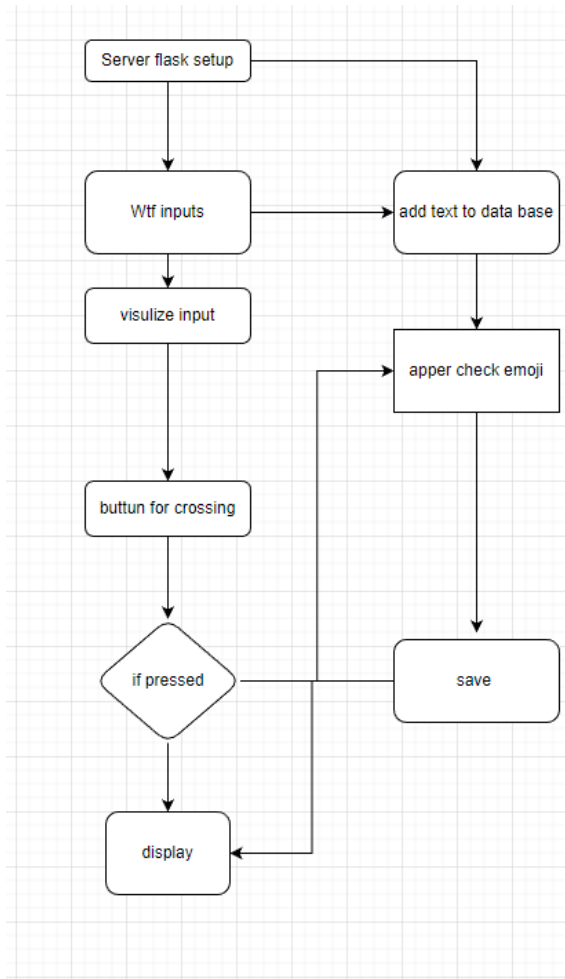 Server flask setup
Wtf inputs
add text to data base
visulize input
apper check emoji
buttun for crossing
if pressed
save
display